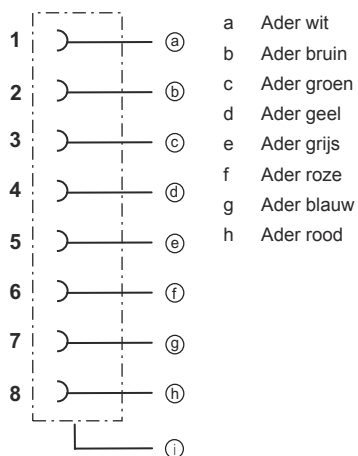 1 ⓐ
2 ⓑ
3 ⓒ
4 ⓓ
5 ⓔ
6 ⓕ
7 ⓖ
8 ⓗ
ⓘ
a Ader wit
b Ader bruin
c Ader groen
d Ader geel
e Ader grijs
f Ader roze
g Ader blauw
h Ader rood